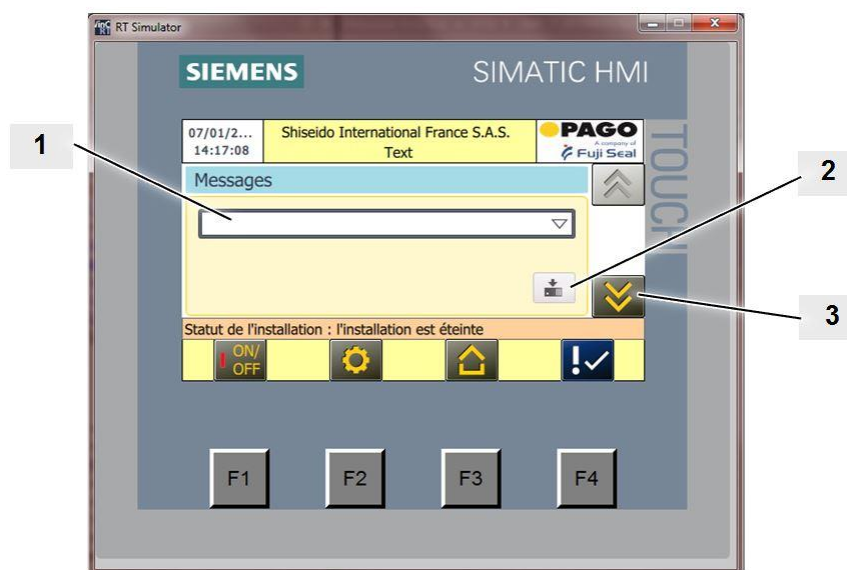 RT Simulator
SIEMENS
SIMATIC HMI
TOUCH
07/01/2...
14:17:08
Shiseido International France S.A.S.
Text
PAGO
A company of
Fuji Seal
1
Messages
2
3
Statut de l'installation : l'installation est éteinte
ON/
OFF
F1
F2
F3
F4